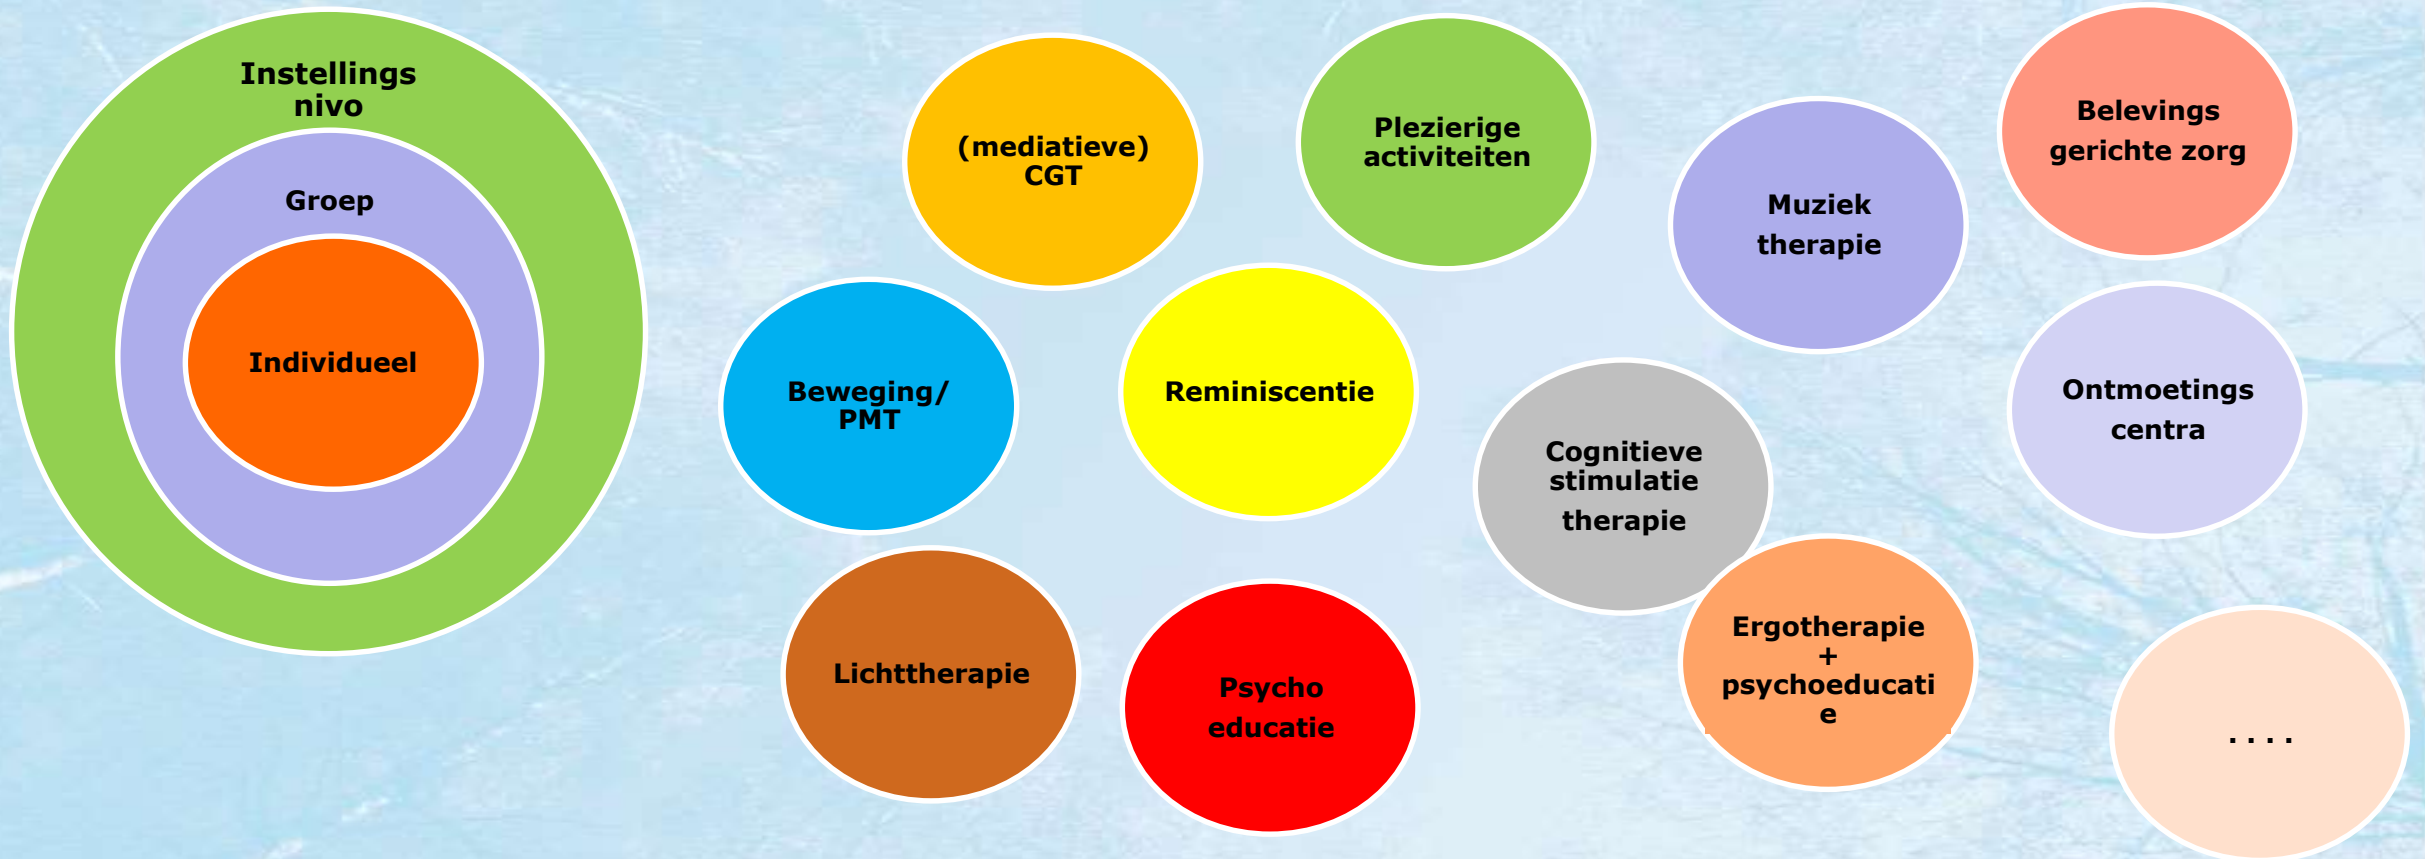 Instellings
nivo
Groep
Individueel
(mediatieve)
CGT
Plezierige
activiteiten
Muziek
therapie
Belevings
gerichte zorg
Beweging/
PMT
Reminiscentie
Cognitieve
stimulatie
therapie
Ontmoetings
centra
Lichttherapie
Psycho
educatie
Ergotherapie
+
psychoeducati
e
. . . .